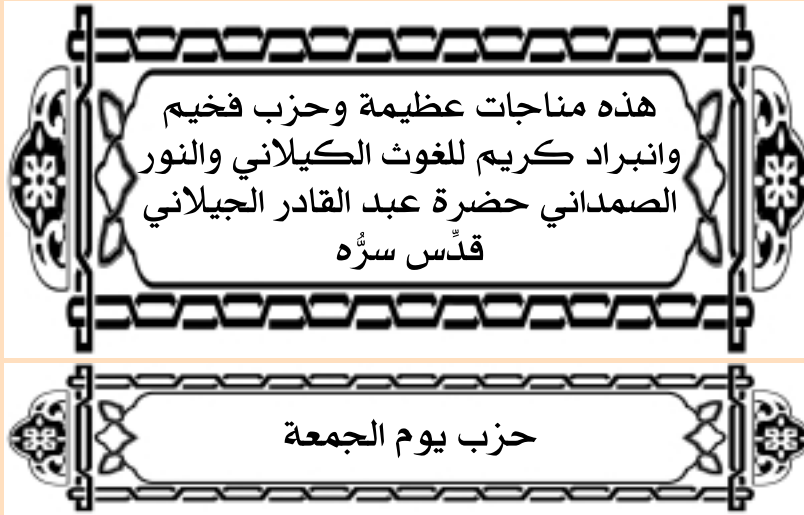 هذه مناجات عظيمة وحزب فخيم
وانبراد كريم للغوث الكيلاني والنور
الصمداني حضرة عبد القادر الجيلاني
قدِّس سرُّه
حزب يوم الجمعة